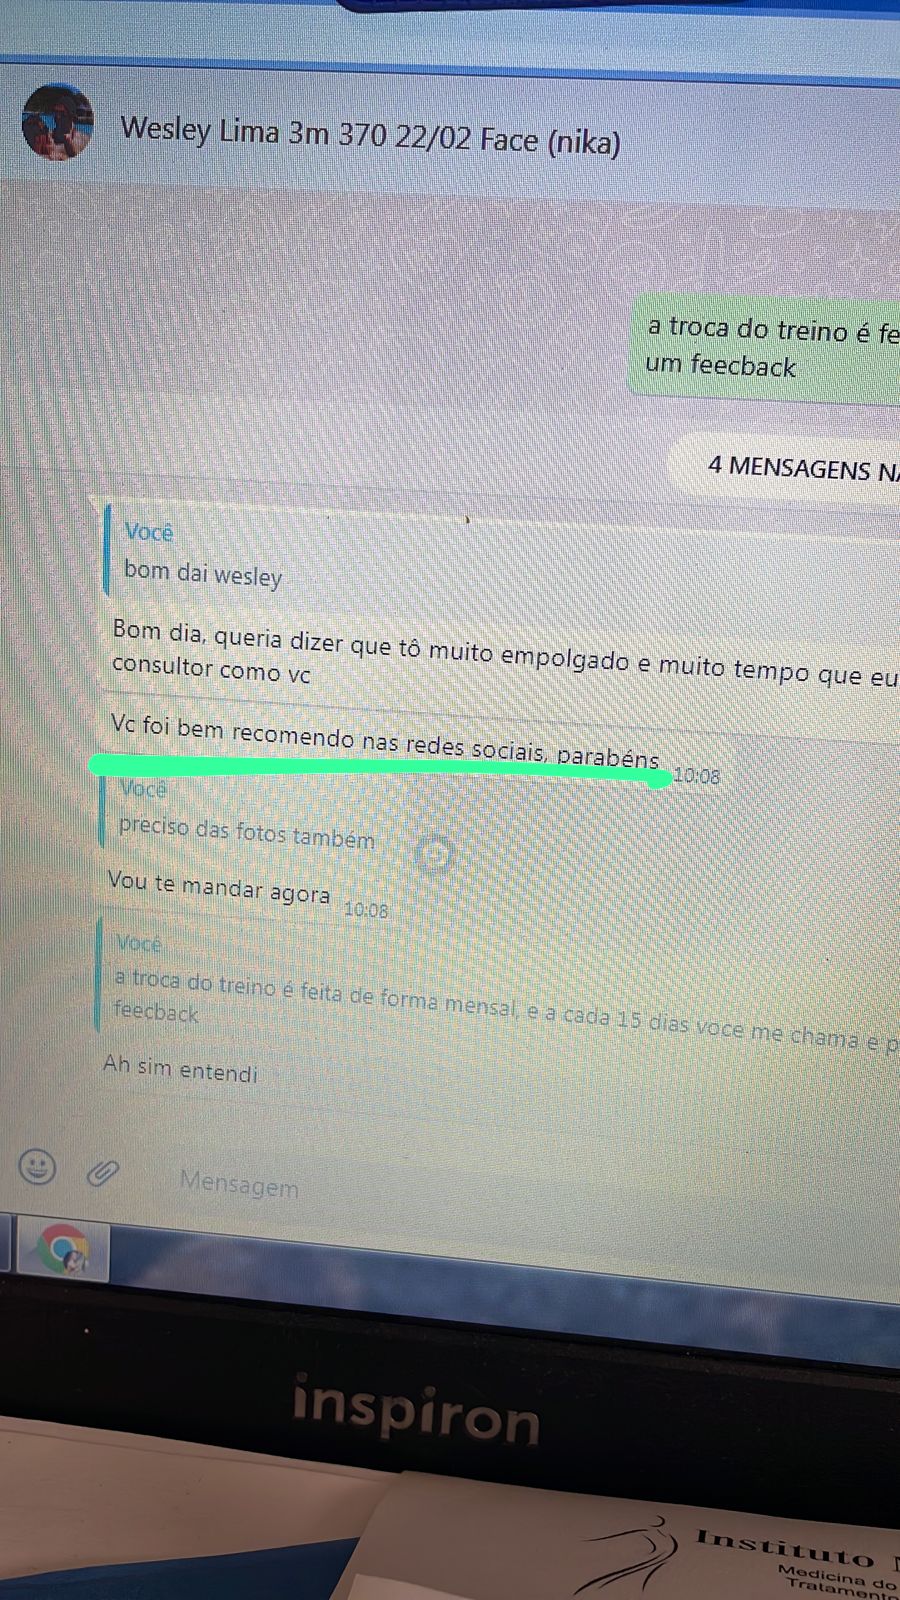 Wesley Lima 3m 370 22/02 Face (nika)
a troca do treino é fe
um feecback
4 MENSAGENS NÃ
Você
bom dai wesley
Bom dia, queria dizer que tô muito empolgado e muito tempo que eu
consultor como vc
Vc foi bem recomendo nas redes sociais, parabéns 10:08
Você
preciso das fotos também
Vou te mandar agora 10:08
Você
a troca do treino é feita de forma mensal, e a cada 15 dias voce me chama e p
feecback
Ah sim entendi
Mensagem
inspiron
Instituto
Medicina do
Tratamento